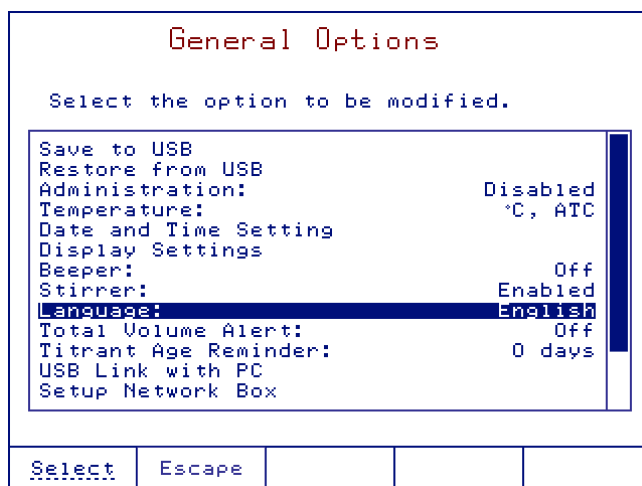 General Options
Select the option to be modified.
Save to USB
Restore from USB
Administration: Disabled
Temperature: °C, ATC
Date and Time Setting
Display Settings
Beeper: Off
Stirrer: Enabled
Language: English
Total Volume Alert: Off
Titrant Age Reminder: 0 days
USB Link with PC
Setup Network Box
Select Escape